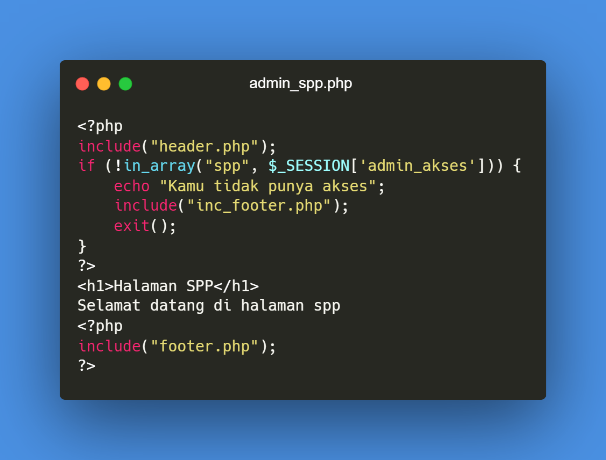 admin_spp.php
<?php
include("header.php");
if (!in_array("spp", $_SESSION['admin_akses'])) {
    echo "Kamu tidak punya akses";
    include("inc_footer.php");
    exit();
}
?>
<h1>Halaman SPP</h1>
Selamat datang di halaman spp
<?php
include("footer.php");
?>